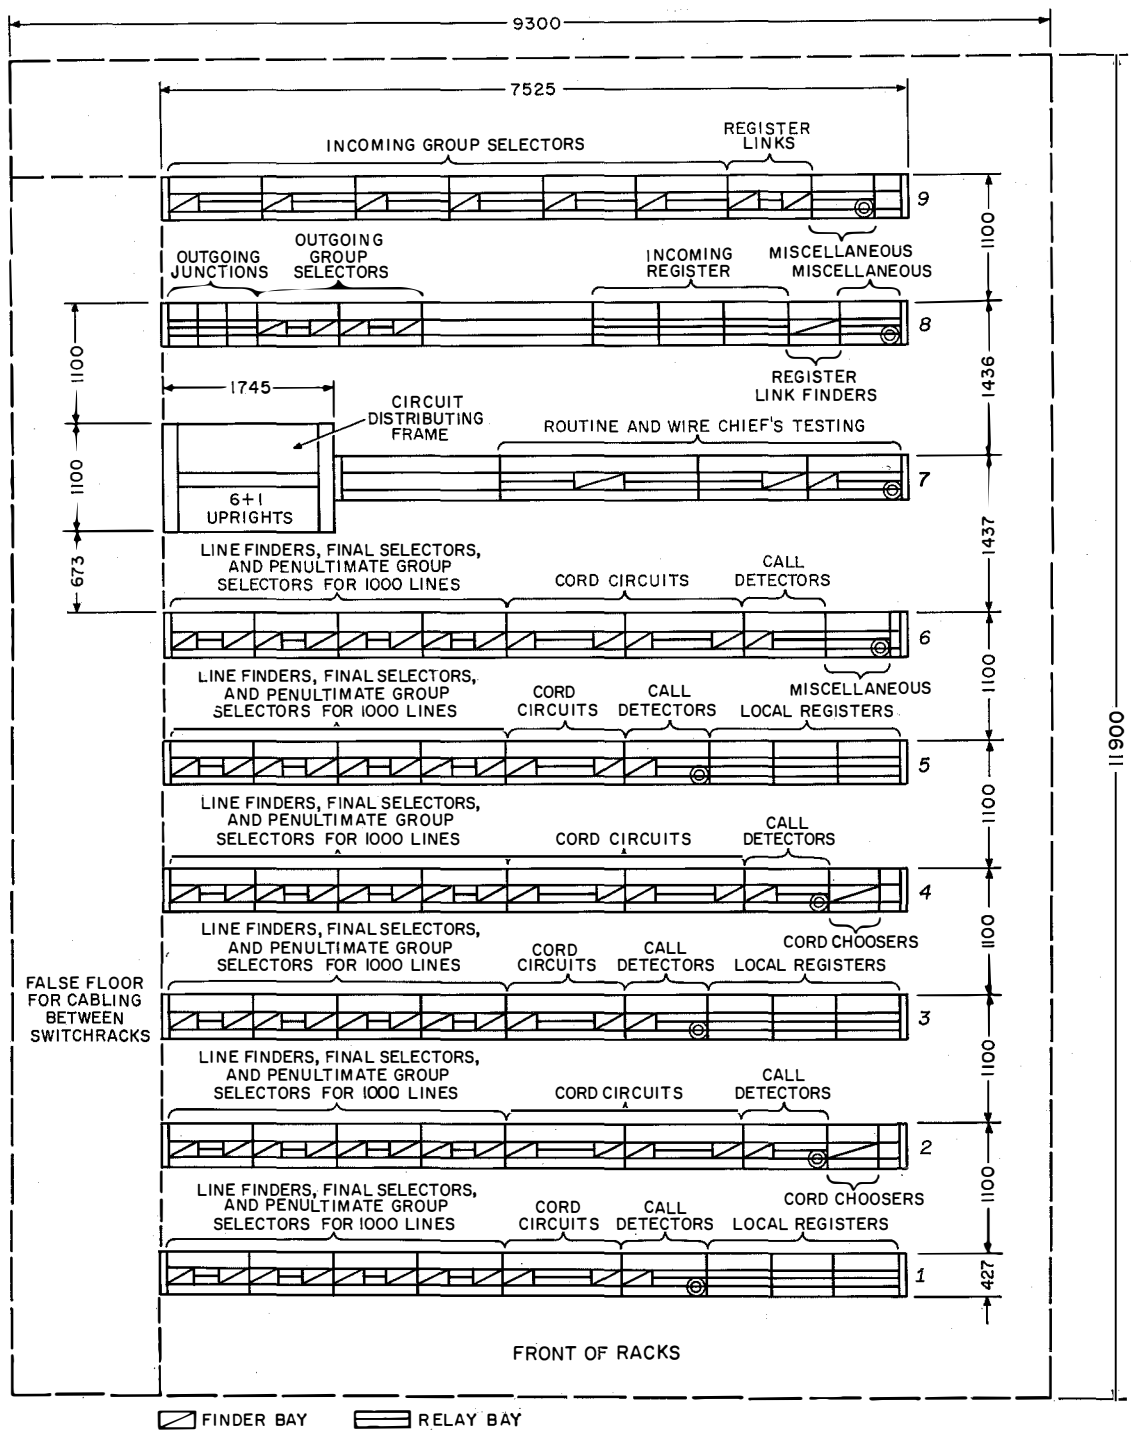 9300
7525
INCOMING GROUP SELECTORS
REGISTER
LINKS
9
1100
MISCELLANEOUS
OUTGOING
JUNCTIONS
OUTGOING
GROUP
SELECTORS
INCOMING
REGISTER
MISCELLANEOUS
8
1100
1436
REGISTER
LINK FINDERS
1745
CIRCUIT
DISTRIBUTING
FRAME
ROUTINE AND WIRE CHIEF'S TESTING
7
1100
6+1
UPRIGHTS
1437
673
LINE FINDERS, FINAL SELECTORS,
AND PENULTIMATE GROUP
SELECTORS FOR 1000 LINES
CORD CIRCUITS
CALL
DETECTORS
6
MISCELLANEOUS
1100
LINE FINDERS, FINAL SELECTORS,
AND PENULTIMATE GROUP
SELECTORS FOR 1000 LINES
CORD
CIRCUITS
CALL
DETECTORS
LOCAL REGISTERS
5
11900
1100
LINE FINDERS, FINAL SELECTORS,
AND PENULTIMATE GROUP
SELECTORS FOR 1000 LINES
CORD CIRCUITS
CALL
DETECTORS
4
CORD CHOOSERS
1100
LINE FINDERS, FINAL SELECTORS,
AND PENULTIMATE GROUP
SELECTORS FOR 1000 LINES
CORD
CIRCUITS
CALL
DETECTORS
LOCAL REGISTERS
3
FALSE FLOOR
FOR CABLING
BETWEEN
SWITCHRACKS
1100
LINE FINDERS, FINAL SELECTORS,
AND PENULTIMATE GROUP
SELECTORS FOR 1000 LINES
CORD CIRCUITS
CALL
DETECTORS
2
CORD CHOOSERS
1100
LINE FINDERS, FINAL SELECTORS,
AND PENULTIMATE GROUP
SELECTORS FOR 1000 LINES
CORD
CIRCUITS
CALL
DETECTORS
LOCAL REGISTERS
1
427
FRONT OF RACKS
FINDER BAY
RELAY BAY